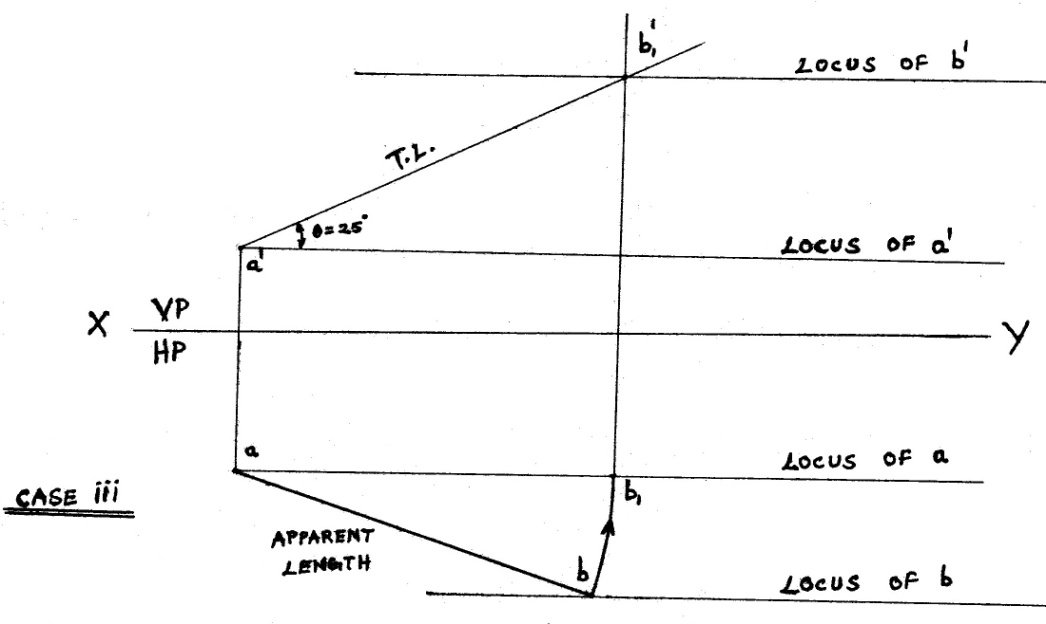 b₁'
LOCUS OF b'
T.L.
θ=25°
a'
LOCUS OF a'
X
VP
HP
Y
a
LOCUS OF a
b₁
CASE iii
APPARENT
LENGTH
b
LOCUS OF b